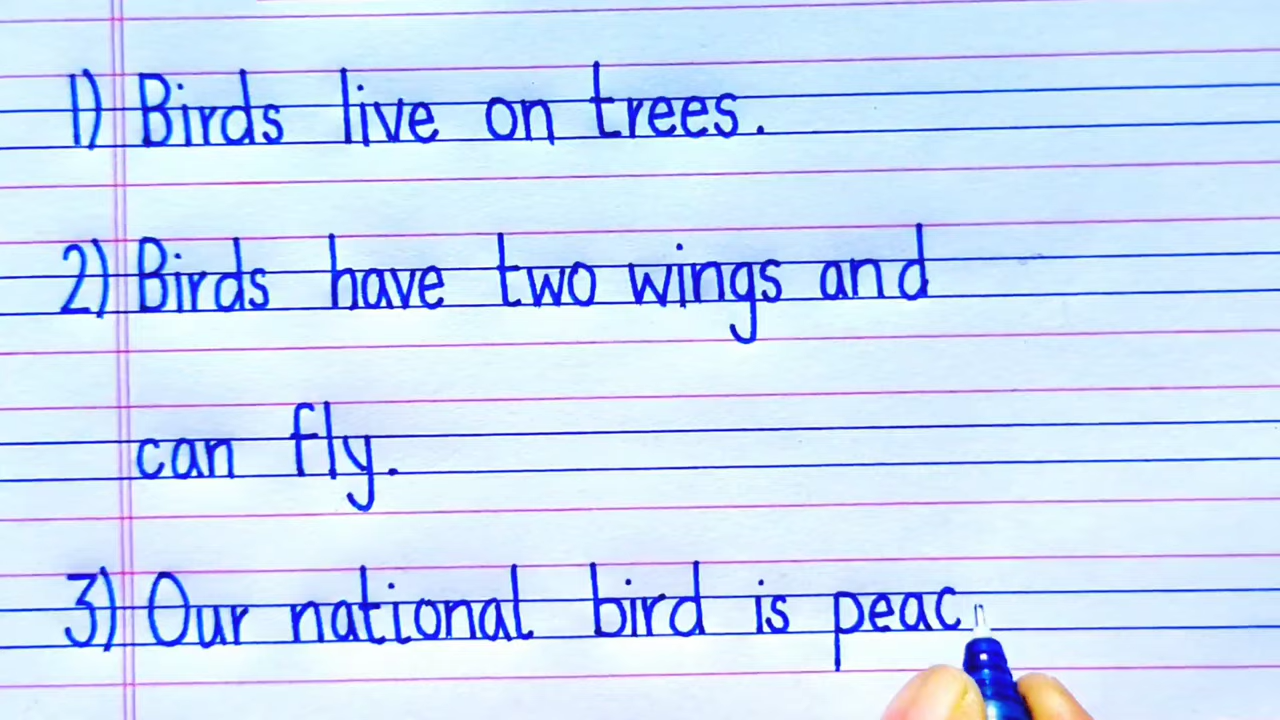 1) Birds live on trees.
2) Birds have two wings and
can fly.
3) Our national bird is peac